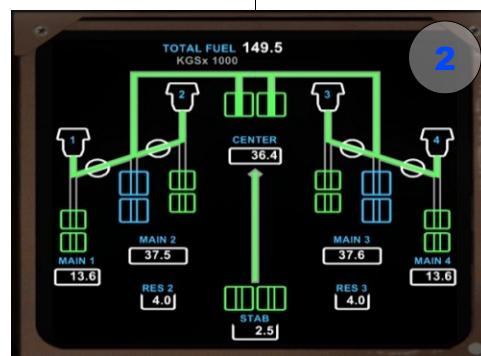 TOTAL FUEL 149.5
KGSx 1000
2
2
3
1
4
CENTER
36.4
MAIN 2
37.5
MAIN 3
37.6
MAIN 1
13.6
MAIN 4
13.6
RES 2
4.0
RES 3
4.0
STAB
2.5